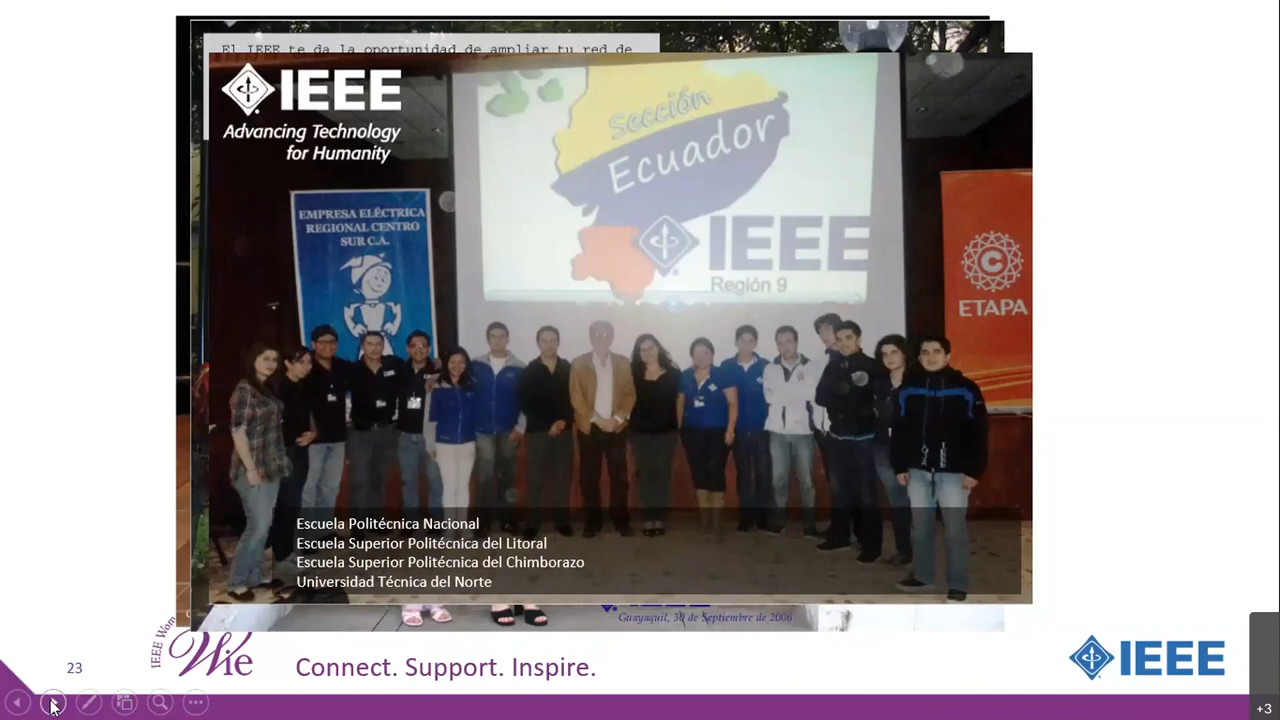 El IEEE te da la oportunidad de ampliar tu red de
IEEE
Advancing Technology
for Humanity
Sección
Ecuador
IEEE
Región 9
EMPRESA ELÉCTRICA
REGIONAL CENTRO
SUR C.A.
C
ETAPA
Escuela Politécnica Nacional
Escuela Superior Politécnica del Litoral
Escuela Superior Politécnica del Chimborazo
Universidad Técnica del Norte
Guayaquil, 30 de Septiembre de 2006
23
IEEE Wom
Wie
Connect. Support. Inspire.
IEEE
+3